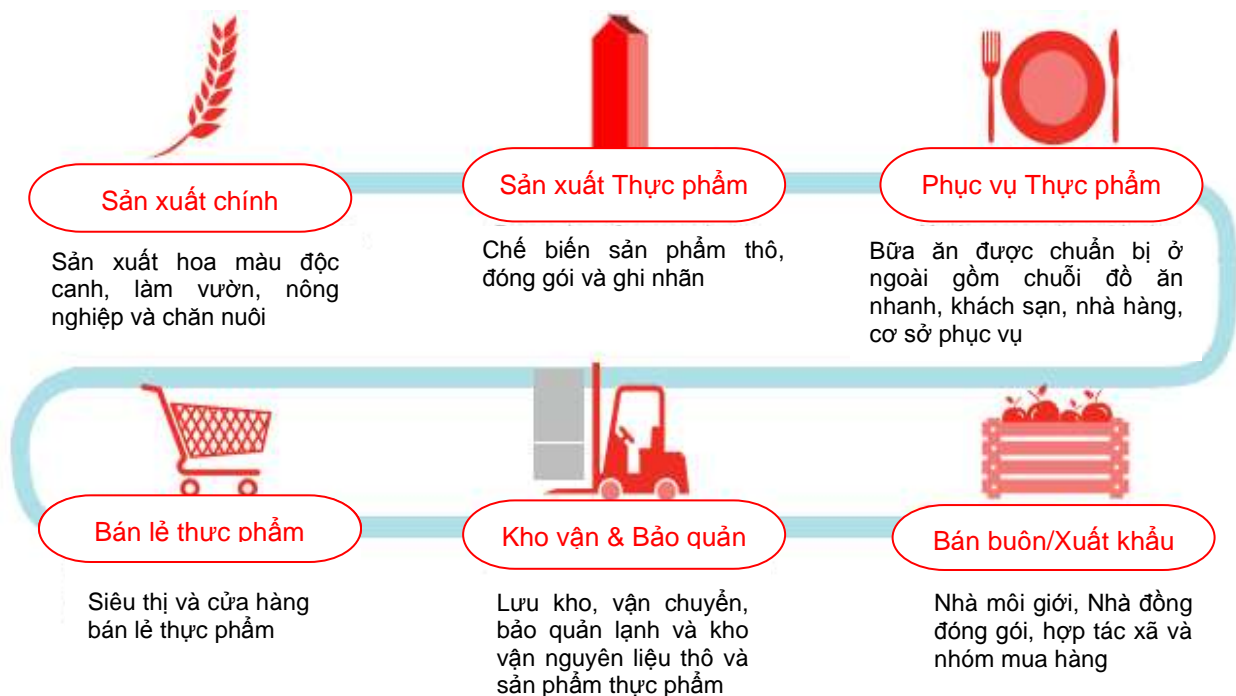 Sản xuất chính
Sản xuất Thực phẩm
Phục vụ Thực phẩm
Sản xuất hoa màu độc
canh, làm vườn, nông
nghiệp và chăn nuôi
Chế biến sản phẩm thô,
đóng gói và ghi nhãn
Bữa ăn được chuẩn bị ở
ngoài gồm chuỗi đồ ăn
nhanh, khách sạn, nhà hàng,
cơ sở phục vụ
Bán lẻ thưc phẩm
Kho vận & Bảo quản
Bán buôn/Xuất khẩu
Siêu thị và cửa hàng
bán lẻ thực phẩm
Lưu kho, vận chuyển,
bảo quản lạnh và kho
vận nguyên liệu thô và
sản phẩm thực phẩm
Nhà môi giới, Nhà đồng
đóng gói, hợp tác xã và
nhóm mua hàng